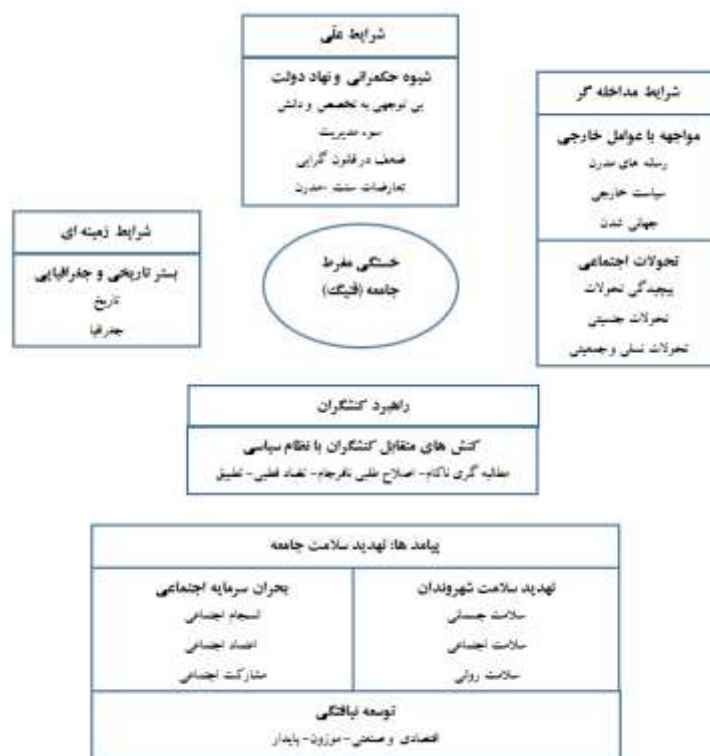 شرایط علّی
شیوه حکمرانی و نهاد دولت
بی توجهی به تخصص و دانش
سوء مدیریت
ضعف در قانون گرایی
تعارضات سنت -مدرن
شرایط مداخله گر
مواجهه با عوامل خارجی
رسانه های مدرن
سیاست خارجی
جهانی شدن
تحولات اجتماعی
پیچیدگی تحولات
تحولات جنسیتی
تحولات نسلی و جمعیتی
شرایط زمینه ای
بستر تاریخی و جغرافیایی
تاریخ
جغرافیا
خستگی مفرط
جامعه (فتیگ)
راهبرد کنشگران
کنش های متقابل کنشگران با نظام سیاسی
مطالبه گری ناکام- اصلاح طلبی نافرجام- تضاد قطبی- تطبیق
پیامد ها: تهدید سلامت جامعه
تهدید سلامت شهروندان
سلامت جسمانی
سلامت اجتماعی
سلامت روانی
بحران سرمایه اجتماعی
انسجام اجتماعی
اعتماد اجتماعی
مشارکت اجتماعی
توسعه نیافتگی
اقتصادی و صنعتی- موزون- پایدار